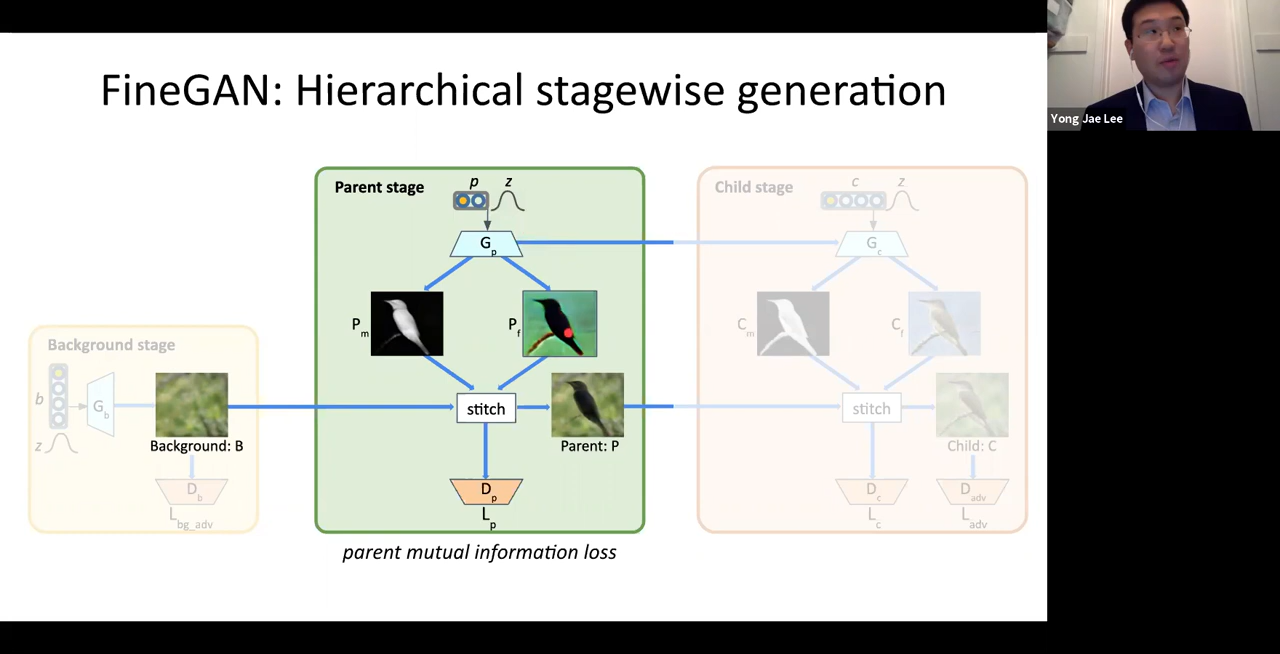 FineGAN: Hierarchical stagewise generation
Yong Jae Lee
Parent stage
p z
Gp
Pm
Pf
stitch
Parent: P
Dp
Lp
parent mutual information loss
Background stage
b
z
Gb
Background: B
Db
Lbg_adv
Child stage
c z
Gc
Cm
Cf
stitch
Child: C
Dc
Lc
Dadv
Ladv